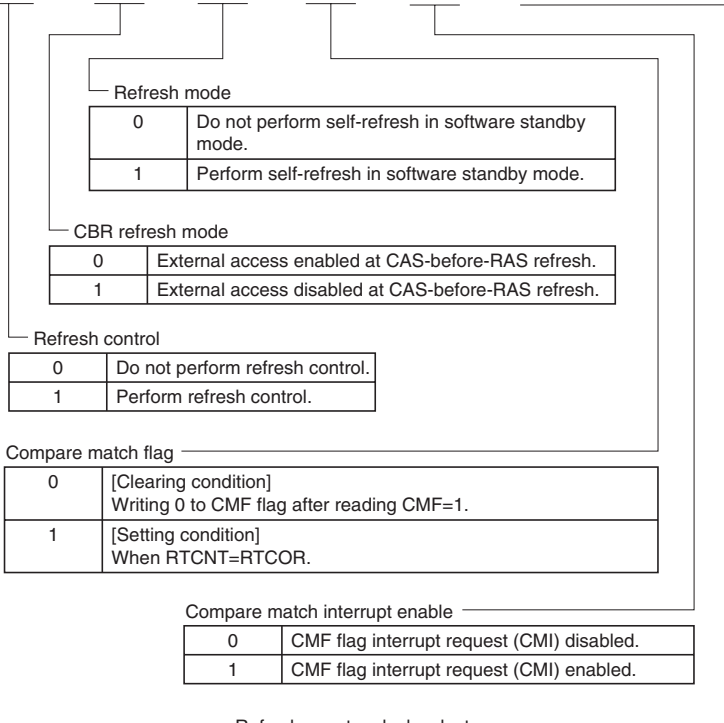 Refresh mode
0 Do not perform self-refresh in software standby
mode.
1 Perform self-refresh in software standby mode.
CBR refresh mode
0 External access enabled at CAS-before-RAS refresh.
1 External access disabled at CAS-before-RAS refresh.
Refresh control
0 Do not perform refresh control.
1 Perform refresh control.
Compare match flag
0 [Clearing condition]
Writing 0 to CMF flag after reading CMF=1.
1 [Setting condition]
When RTCNT=RTCOR.
Compare match interrupt enable
0 CMF flag interrupt request (CMI) disabled.
1 CMF flag interrupt request (CMI) enabled.